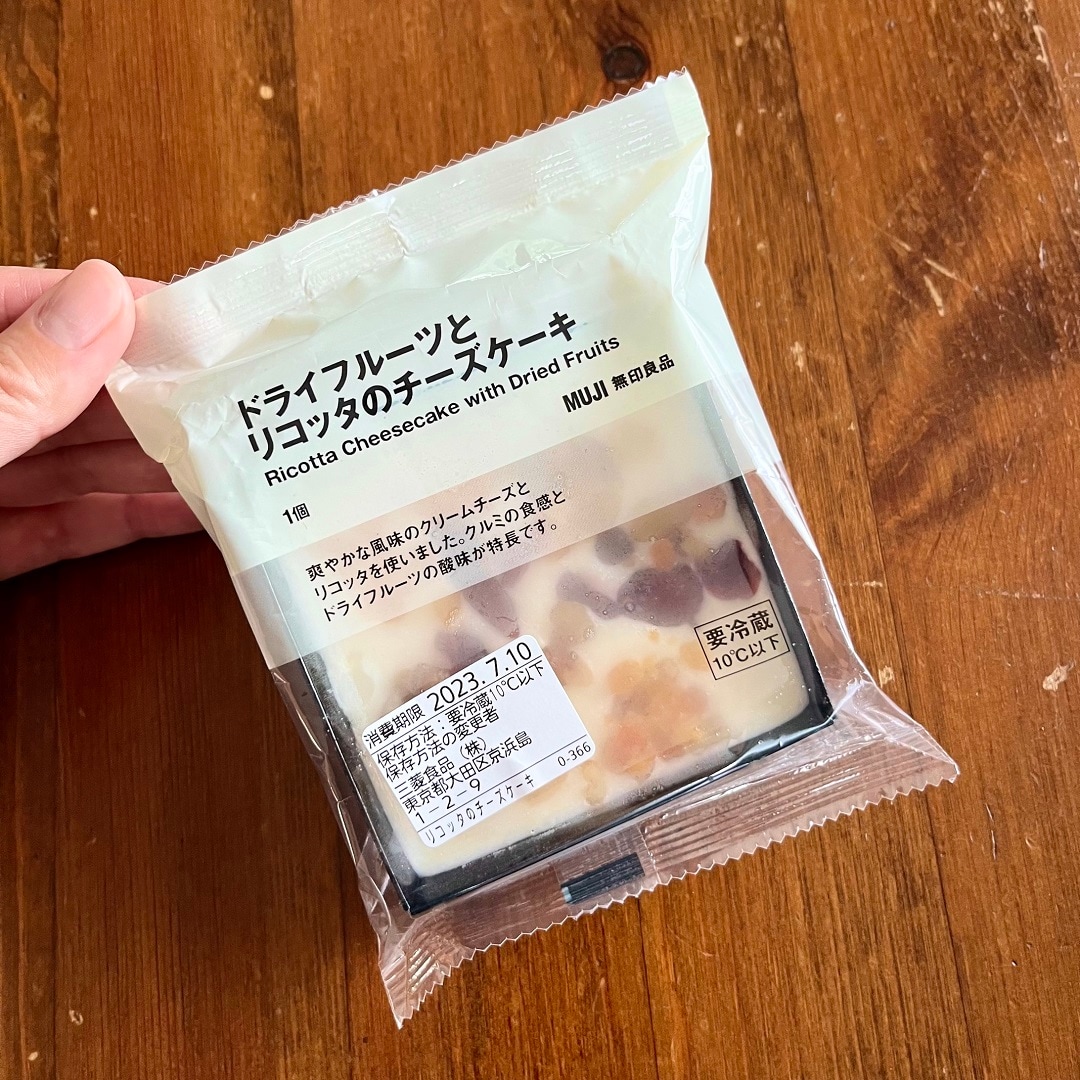 ドライフルーツと
リコッタのチーズケーキ
Ricotta Cheesecake with Dried Fruits
MUJI 無印良品
1個
爽やかな風味のクリームチーズと
リコッタを使いました。クルミの食感と
ドライフルーツの酸味が特長です。
要冷蔵
10℃以下
消費期限 2023.7.10
保存方法:要冷蔵10℃以下
保存方法の変更者
三菱食品(株)
東京都大田区京浜島
1-2-9
リコッタのチーズケーキ 0-366